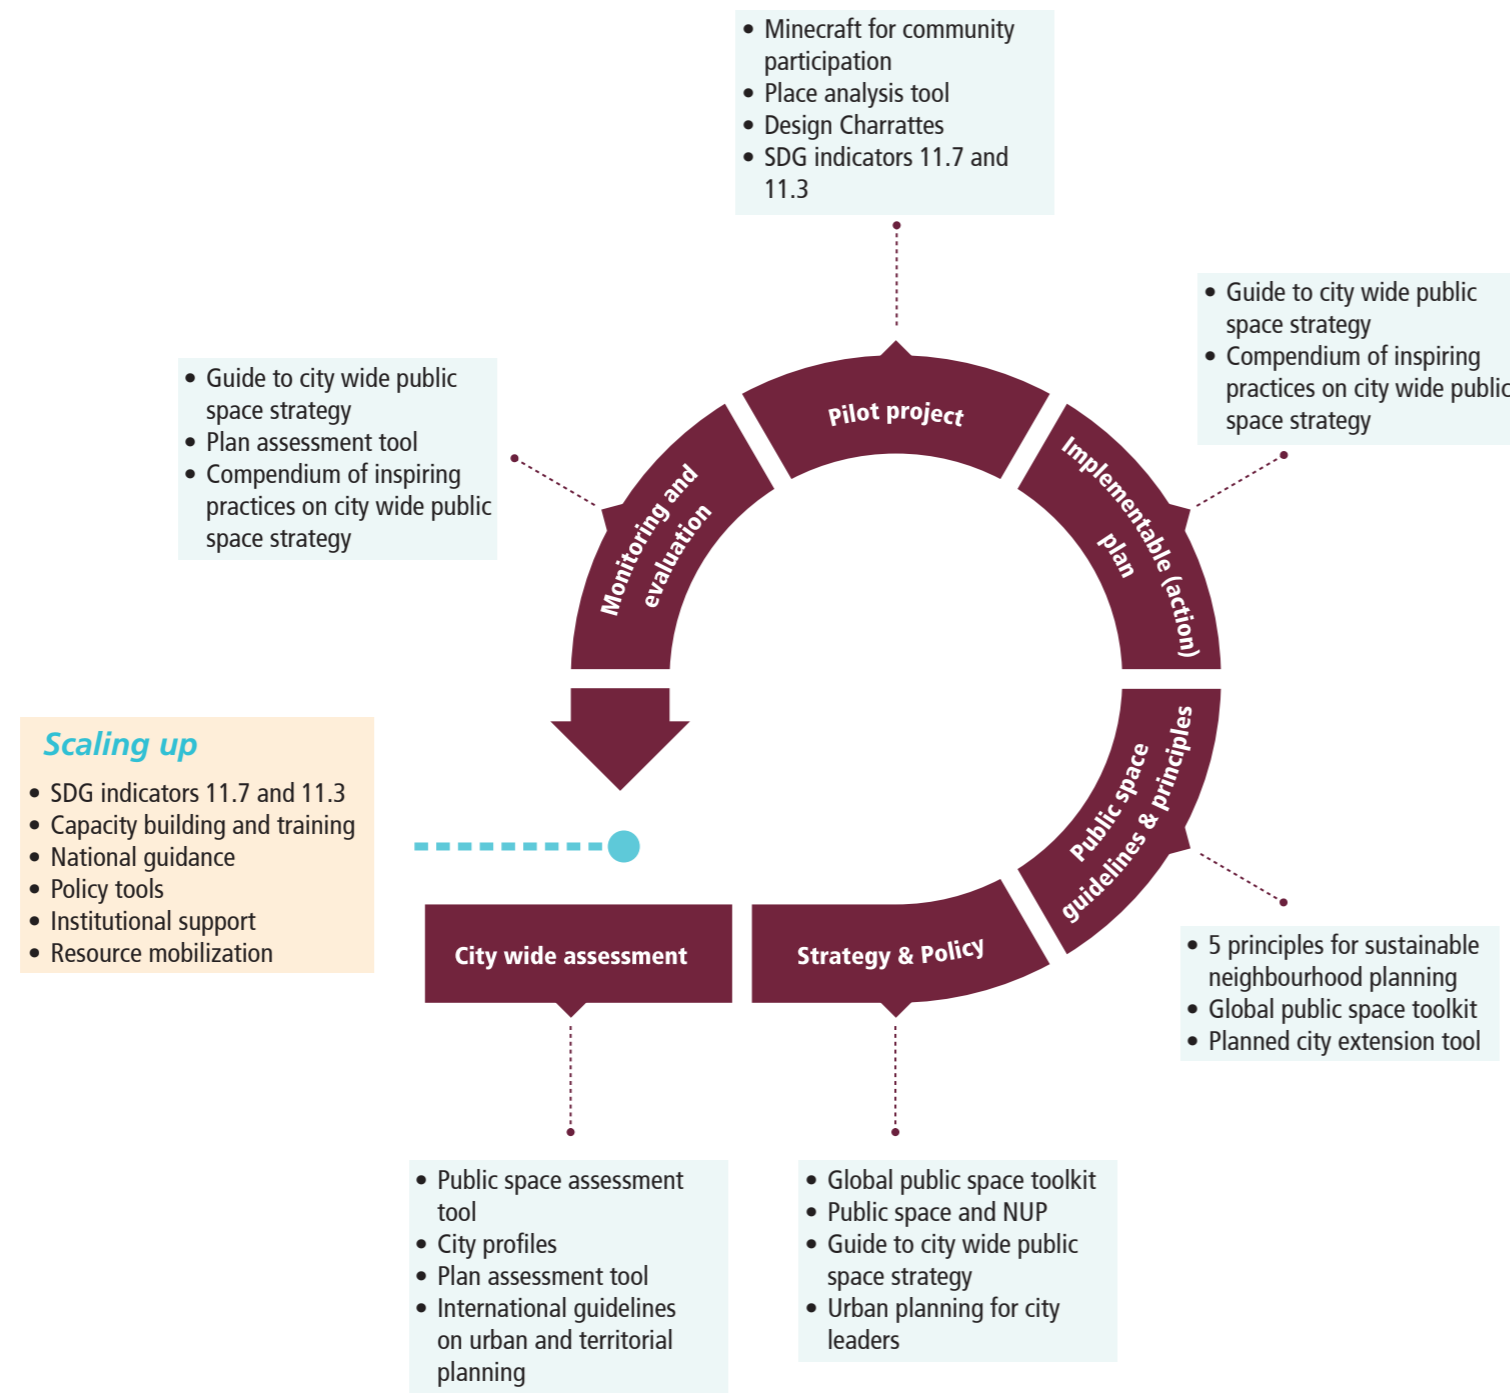 • Minecraft for community
participation
• Place analysis tool
• Design Charrattes
• SDG indicators 11.7 and
11.3
• Guide to city wide public
space strategy
• Compendium of inspiring
practices on city wide public
space strategy
• Guide to city wide public
space strategy
• Plan assessment tool
• Compendium of inspiring
practices on city wide public
space strategy
Pilot project
Implementable (action)
plan
Monitoring and
evaluation
Public space
guidelines & principles
Scaling up
• SDG indicators 11.7 and 11.3
• Capacity building and training
• National guidance
• Policy tools
• Institutional support
• Resource mobilization
City wide assessment
Strategy & Policy
• 5 principles for sustainable
neighbourhood planning
• Global public space toolkit
• Planned city extension tool
• Public space assessment
tool
• City profiles
• Plan assessment tool
• International guidelines
on urban and territorial
planning
• Global public space toolkit
• Public space and NUP
• Guide to city wide public
space strategy
• Urban planning for city
leaders